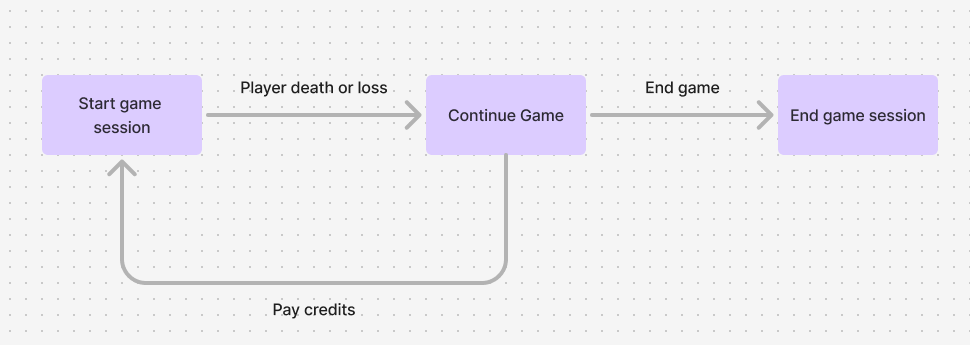 Player death or loss
End game
Start game
session
Continue Game
End game session
Pay credits